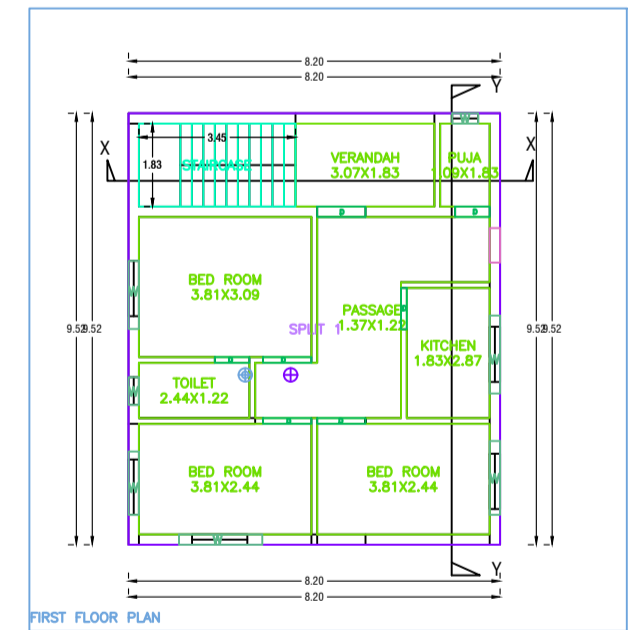 8.20
8.20
Y
X
3.45
1.83
STAIRCASE
VERANDAH
3.07X1.83
PUJA
1.09X1.83
X
W
D
D
BED ROOM
3.81X3.09
PASSAGE
1.37X1.22
SPLIT 1
KITCHEN
1.83X2.87
W
W
9.52
9.52
9.52
9.52
D
D
TOILET
2.44X1.22
W
D
D
BED ROOM
3.81X2.44
BED ROOM
3.81X2.44
W
W
W
Y
8.20
8.20
FIRST FLOOR PLAN